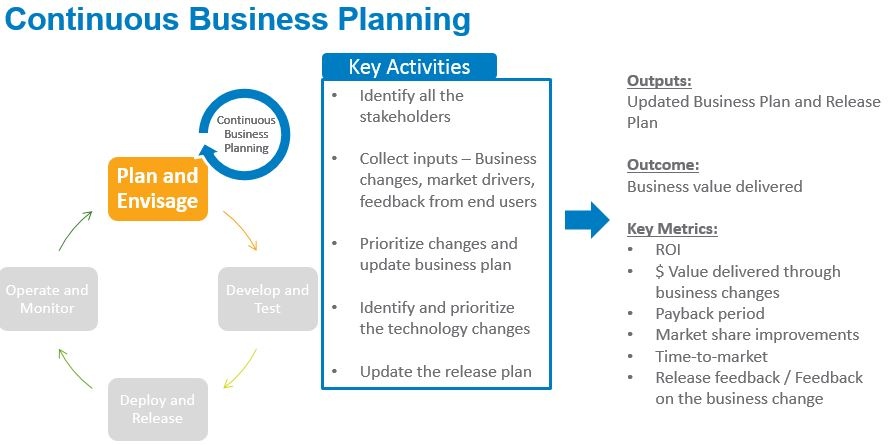 Continuous Business Planning
Continuous
Business
Planning
Plan and
Envisage
Operate and
Monitor
Develop and
Test
Deploy and
Release
Key Activities
• Identify all the
stakeholders
• Collect inputs – Business
changes, market drivers,
feedback from end users
• Prioritize changes and
update business plan
• Identify and prioritize
the technology changes
• Update the release plan
Outputs:
Updated Business Plan and Release
Plan
Outcome:
Business value delivered
Key Metrics:
• ROI
• $ Value delivered through
business changes
• Payback period
• Market share improvements
• Time-to-market
• Release feedback / Feedback
on the business change